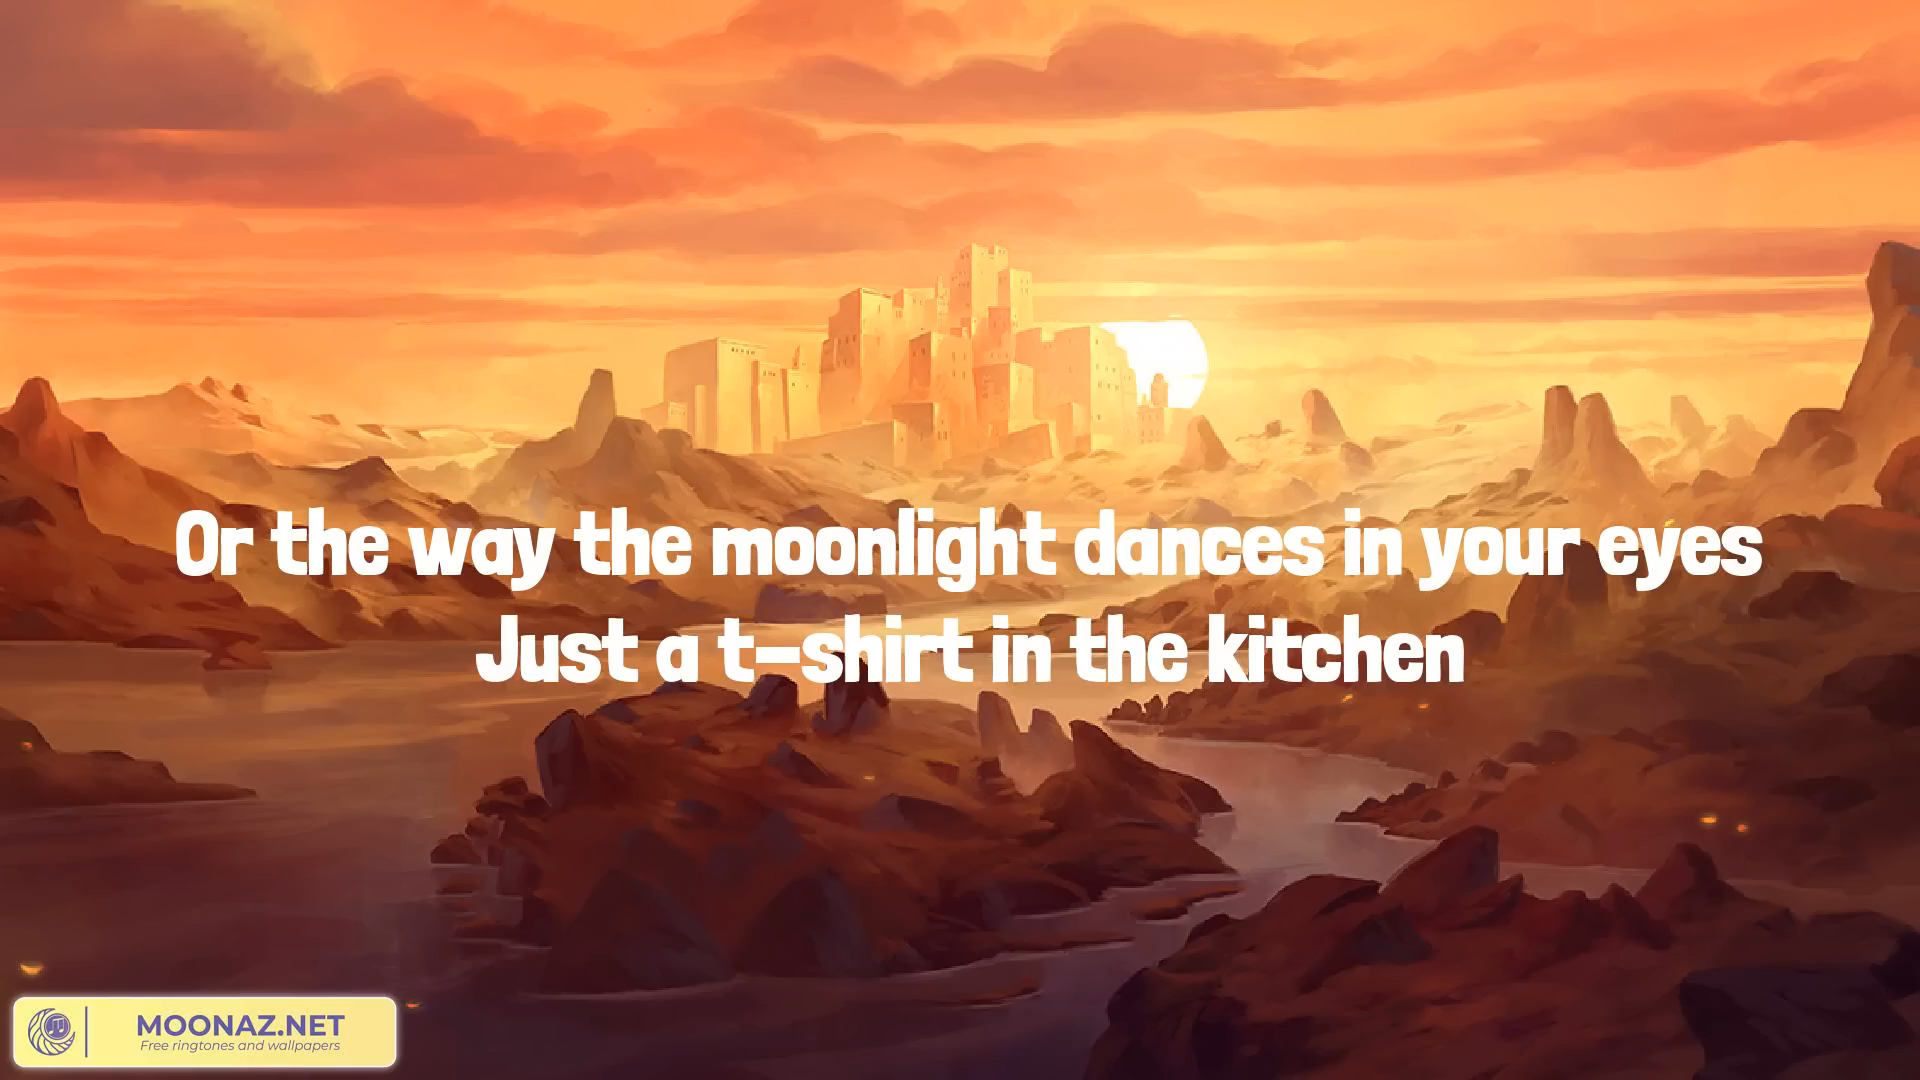 Or the way the moonlight dances in your eyes
Just a t-shirt in the kitchen
MOONAZ.NET
Free ringtones and wallpapers